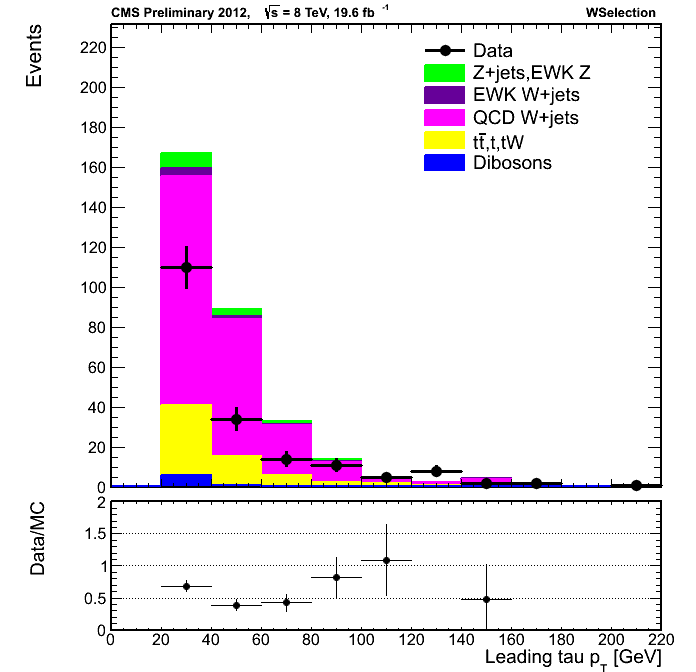 CMS Preliminary 2012, √s = 8 TeV, 19.6 fb⁻¹ WSelection
Events
220
200
180
160
140
120
100
80
60
40
20
0
Data
Z+jets,EWK Z
EWK W+jets
QCD W+jets
tt̄,t,tW
Dibosons
Data/MC
2
1.5
1
0.5
0
0 20 40 60 80 100 120 140 160 180 200 220
Leading tau p_T [GeV]